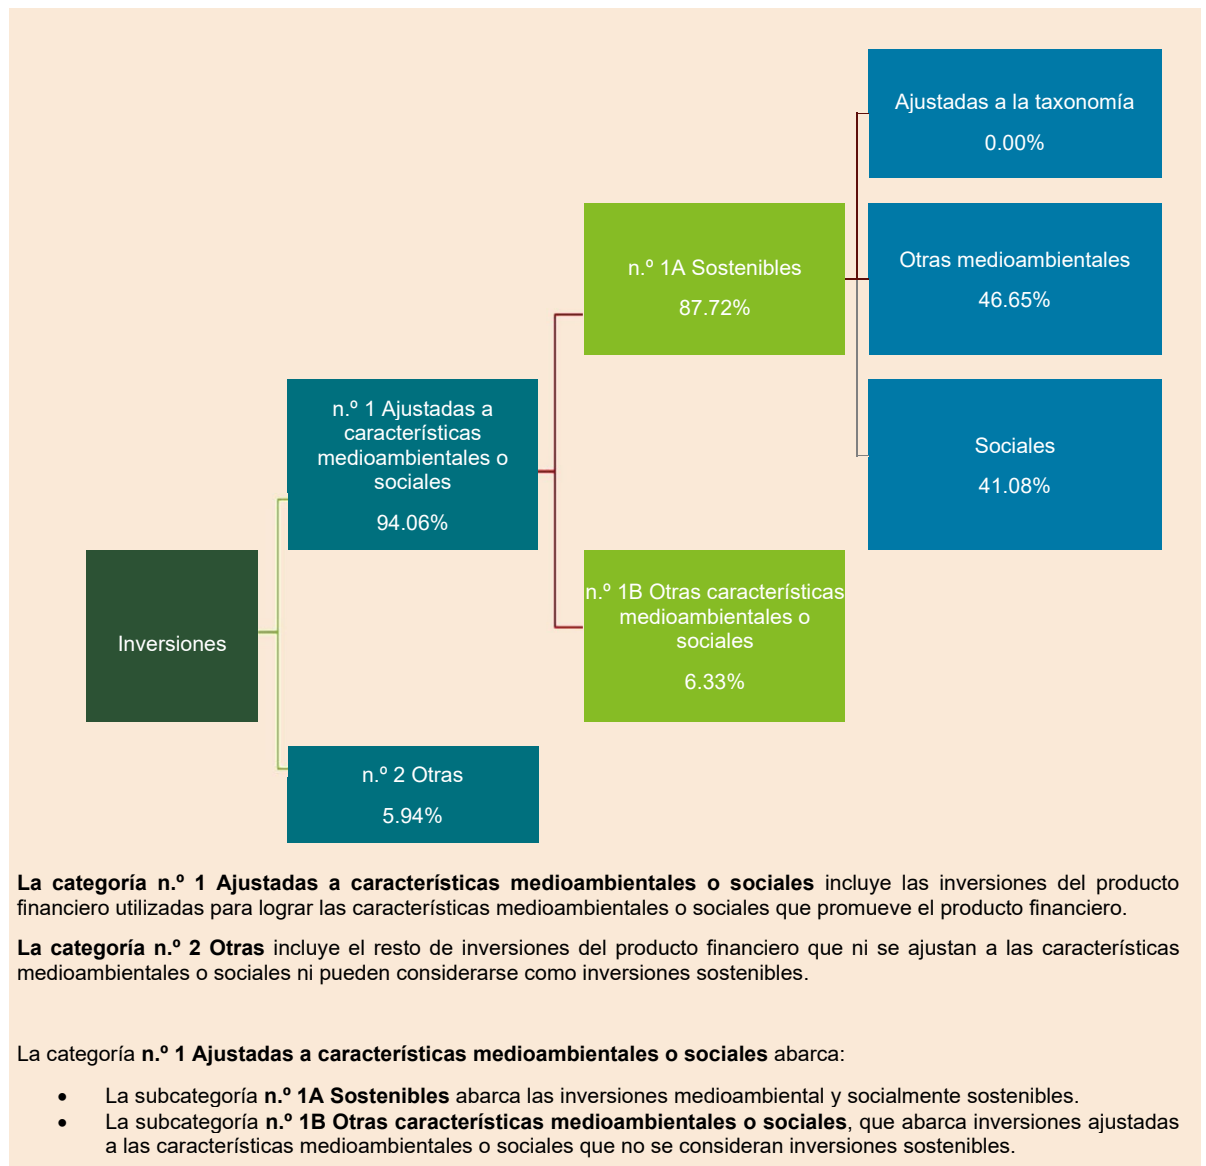 Ajustadas a la taxonomía
0.00%
n.º 1A Sostenibles
87.72%
Otras medioambientales
46.65%
n.º 1 Ajustadas a
características
medioambientales o
sociales
94.06%
Sociales
41.08%
Inversiones
n.º 1B Otras características
medioambientales o
sociales
6.33%
n.º 2 Otras
5.94%
La categoría n.º 1 Ajustadas a características medioambientales o sociales incluye las inversiones del producto
financiero utilizadas para lograr las características medioambientales o sociales que promueve el producto financiero.
La categoría n.º 2 Otras incluye el resto de inversiones del producto financiero que ni se ajustan a las características
medioambientales o sociales ni pueden considerarse como inversiones sostenibles.
La categoría n.º 1 Ajustadas a características medioambientales o sociales abarca:
• La subcategoría n.º 1A Sostenibles abarca las inversiones medioambiental y socialmente sostenibles.
• La subcategoría n.º 1B Otras características medioambientales o sociales, que abarca inversiones ajustadas
a las características medioambientales o sociales que no se consideran inversiones sostenibles.